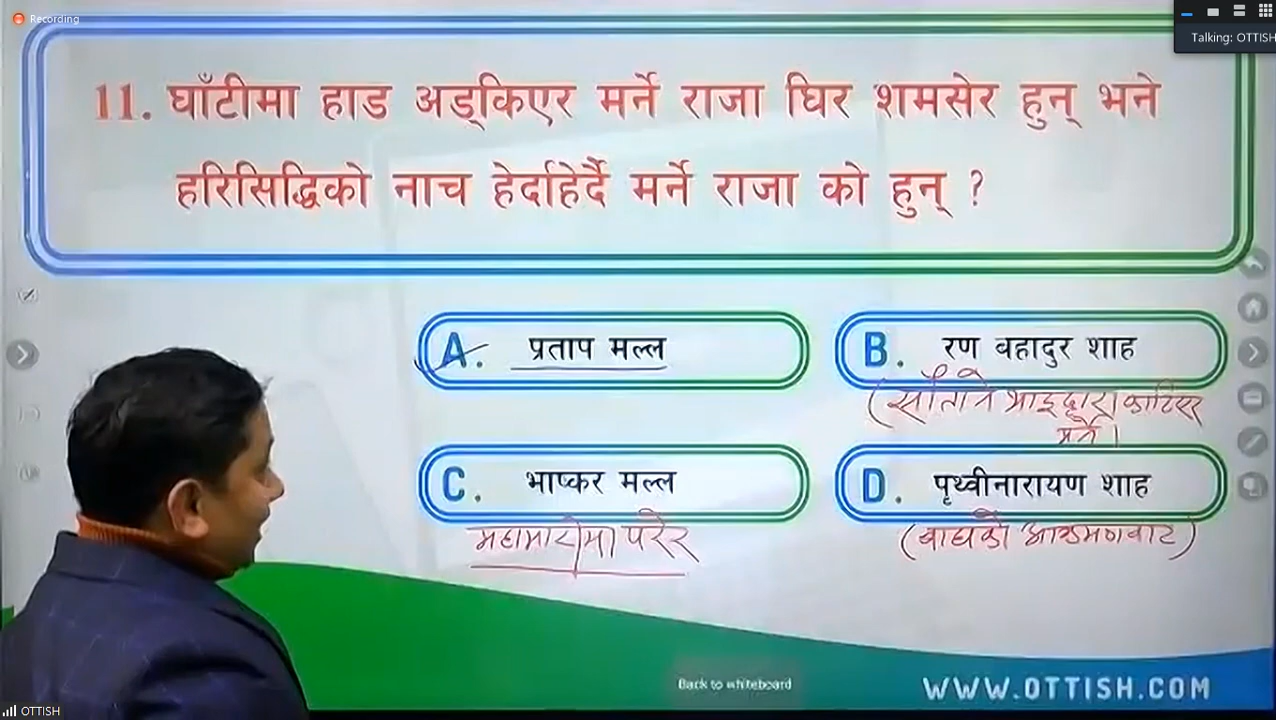 Recording
Talking: OTTISH
11. घाँटीमा हाड अड्किएर मर्ने राजा घिर शमसेर हुन् भने
हरिसिद्धिको नाच हेर्दाहेर्दै मर्ने राजा को हुन् ?
A. प्रताप मल्ल
B. रण बहादुर शाह
(सौताने भाइद्वारा काटिएर
मर्ने।
C. भाष्कर मल्ल
D. पृथ्वीनारायण शाह
महामारीमा परेर
(बाघको आक्रमणबाट)
Back to whiteboard
WWW.OTTISH.COM
OTTISH